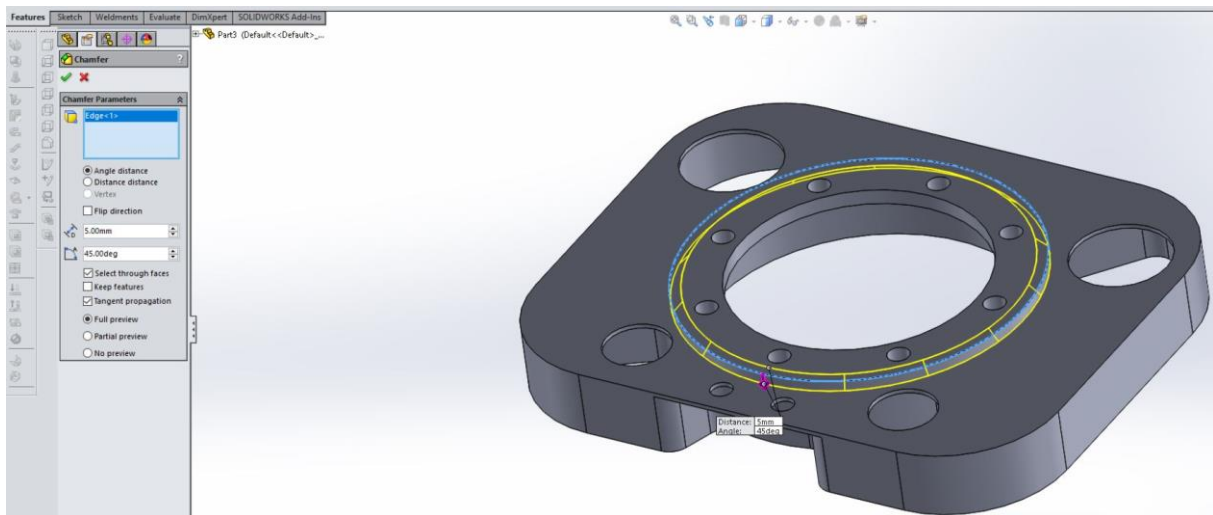 Features Sketch Weldments Evaluate DimXpert SOLIDWORKS Add-Ins
Part3 (Default<<Default>_...
Chamfer ?
Chamfer Parameters
Edge<1>
Angle distance
Distance distance
Vertex
Flip direction
5.00mm
45.00deg
Select through faces
Keep features
Tangent propagation
Full preview
Partial preview
No preview
Distance: 5mm
Angle: 45deg